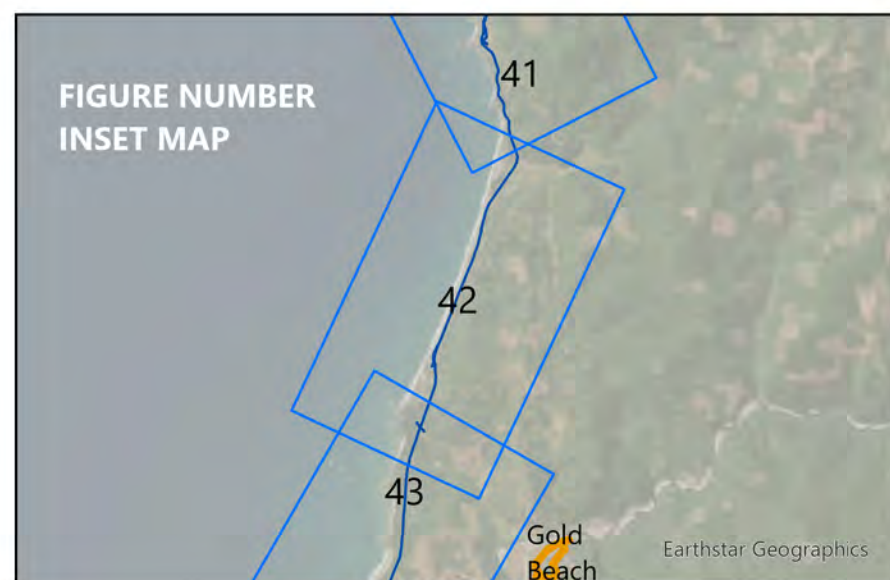 FIGURE NUMBER
INSET MAP
41
42
43
Gold
Beach
Earthstar Geographics